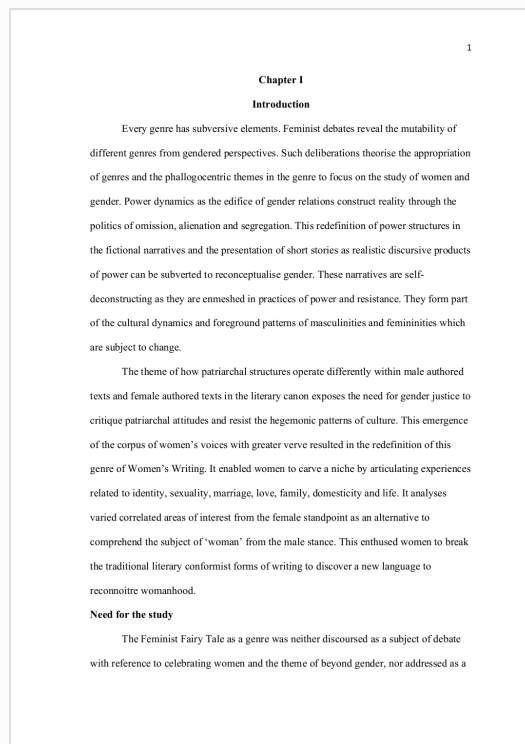 1
Chapter I
Introduction
Every genre has subversive elements. Feminist debates reveal the mutability of
different genres from gendered perspectives. Such deliberations theorise the appropriation
of genres and the phallogocentric themes in the genre to focus on the study of women and
gender. Power dynamics as the edifice of gender relations construct reality through the
politics of omission, alienation and segregation. This redefinition of power structures in
the fictional narratives and the presentation of short stories as realistic discursive products
of power can be subverted to reconceptualise gender. These narratives are self-
deconstructing as they are enmeshed in practices of power and resistance. They form part
of the cultural dynamics and foreground patterns of masculinities and femininities which
are subject to change.
The theme of how patriarchal structures operate differently within male authored
texts and female authored texts in the literary canon exposes the need for gender justice to
critique patriarchal attitudes and resist the hegemonic patterns of culture. This emergence
of the corpus of women’s voices with greater verve resulted in the redefinition of this
genre of Women’s Writing. It enabled women to carve a niche by articulating experiences
related to identity, sexuality, marriage, love, family, domesticity and life. It analyses
varied correlated areas of interest from the female standpoint as an alternative to
comprehend the subject of ‘woman’ from the male stance. This enthused women to break
the traditional literary conformist forms of writing to discover a new language to
reconnoitre womanhood.
Need for the study
The Feminist Fairy Tale as a genre was neither discoursed as a subject of debate
with reference to celebrating women and the theme of beyond gender, nor addressed as a